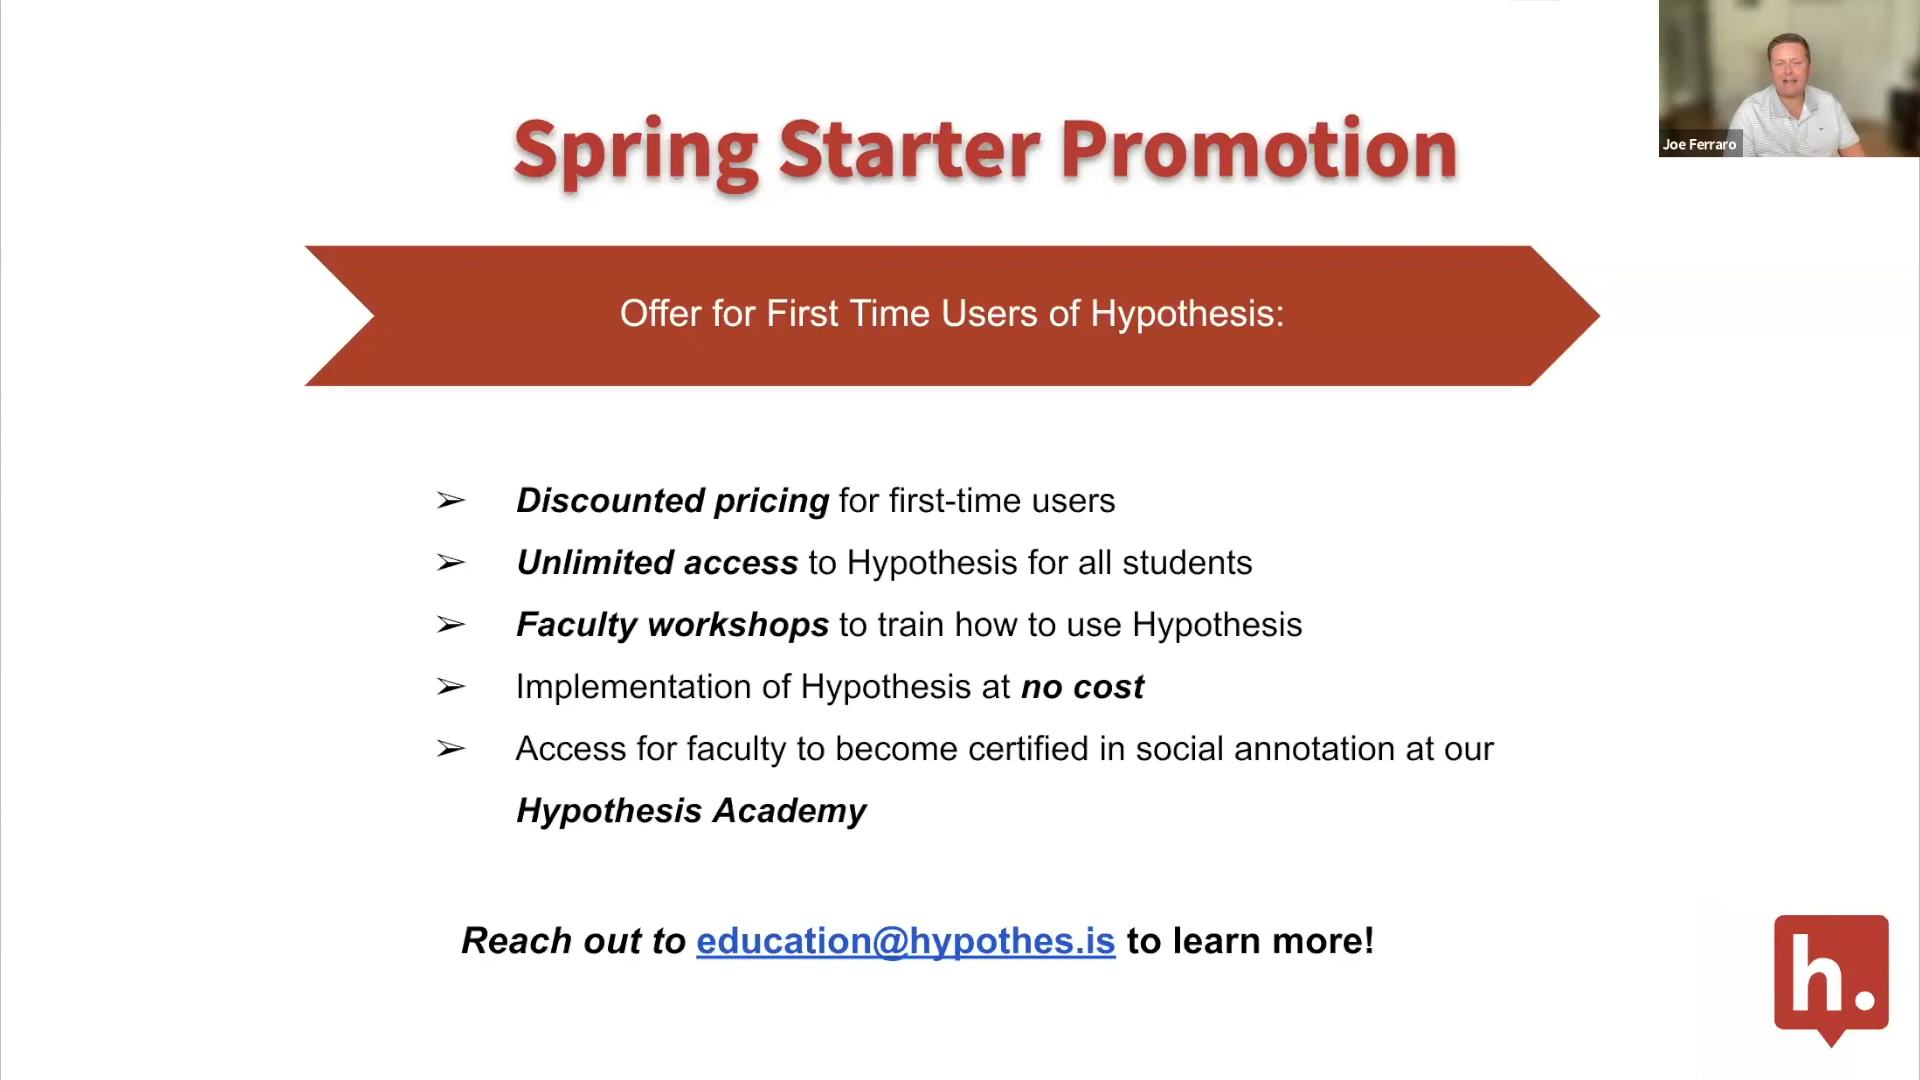 Spring Starter Promotion
Joe Ferraro
Offer for First Time Users of Hypothesis:
➢ Discounted pricing for first-time users
➢ Unlimited access to Hypothesis for all students
➢ Faculty workshops to train how to use Hypothesis
➢ Implementation of Hypothesis at no cost
➢ Access for faculty to become certified in social annotation at our
Hypothesis Academy
Reach out to education@hypothes.is to learn more!
h.